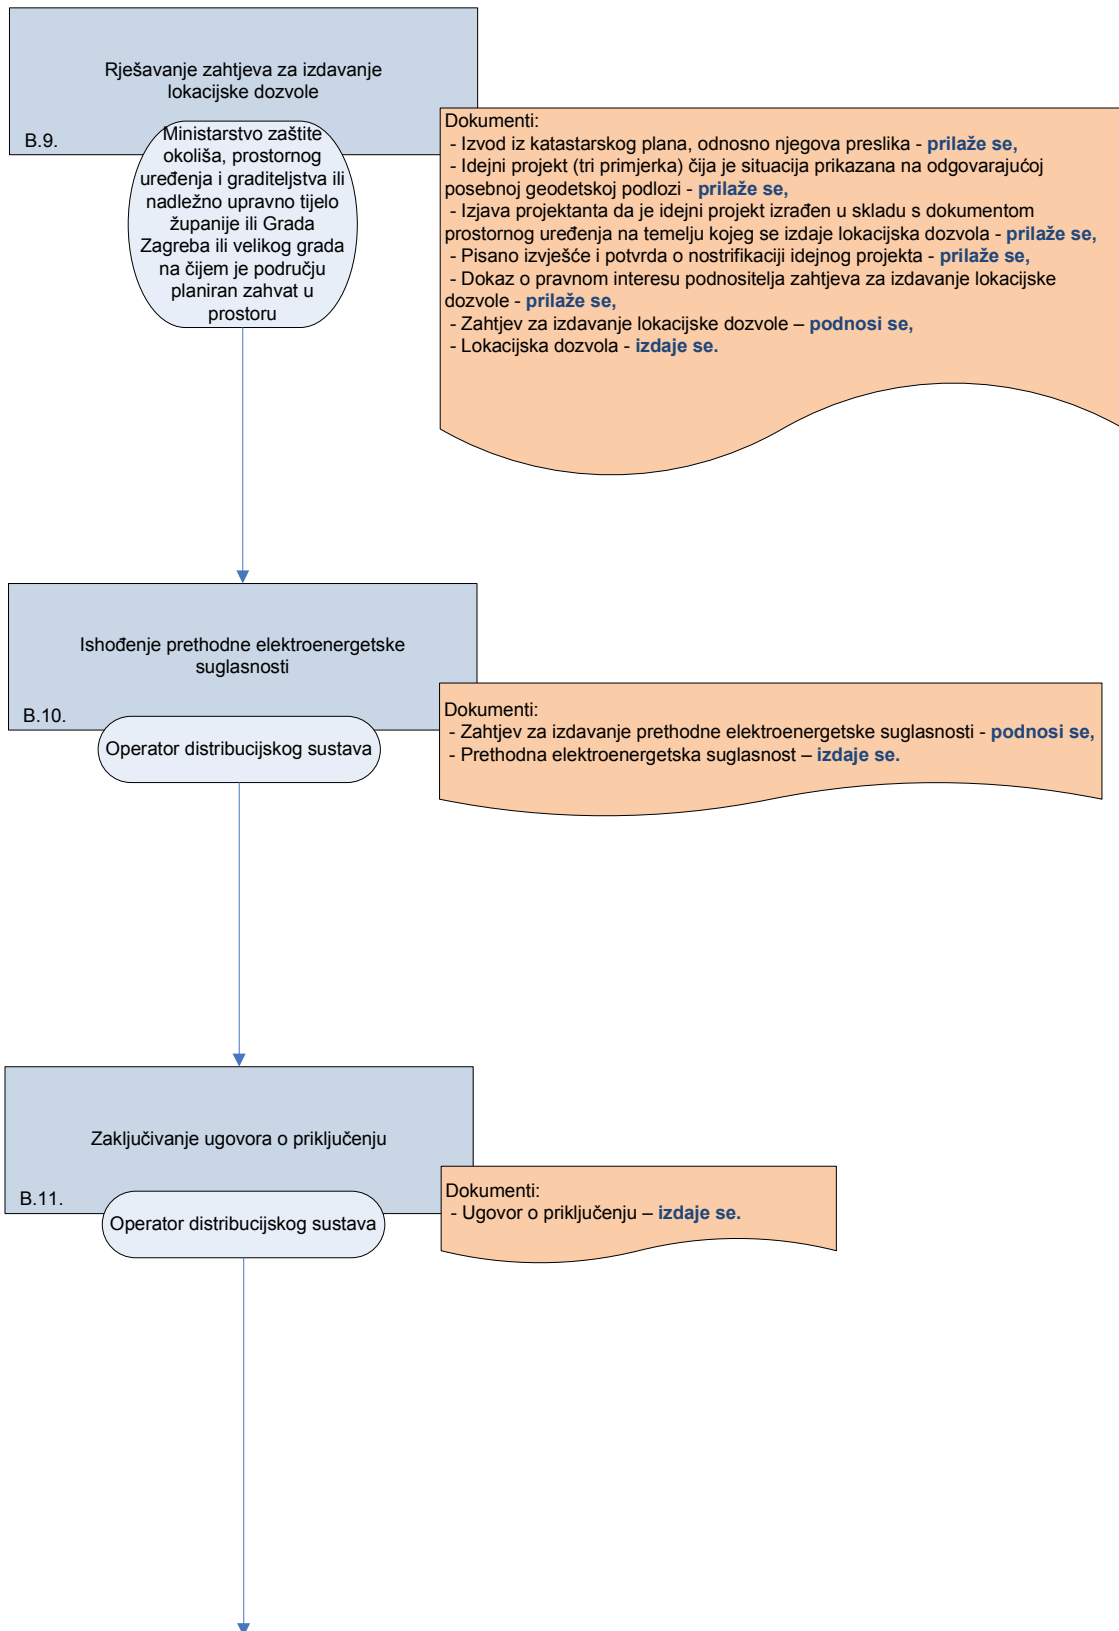 Rješavanje zahtjeva za izdavanje
lokacijske dozvole
B.9.
Ministarstvo zaštite
okoliša, prostornog
uređenja i graditeljstva ili
nadležno upravno tijelo
županije ili Grada
Zagreba ili velikog grada
na čijem je području
planiran zahvat u
prostoru
Dokumenti:
- Izvod iz katastarskog plana, odnosno njegova preslika - prilaže se,
- Idejni projekt (tri primjerka) čija je situacija prikazana na odgovarajućoj
posebnoj geodetskoj podlozi - prilaže se,
- Izjava projektanta da je idejni projekt izrađen u skladu s dokumentom
prostornog uređenja na temelju kojeg se izdaje lokacijska dozvola - prilaže se,
- Pisano izvješće i potvrda o nostrifikaciji idejnog projekta - prilaže se,
- Dokaz o pravnom interesu podnositelja zahtjeva za izdavanje lokacijske
dozvole - prilaže se,
- Zahtjev za izdavanje lokacijske dozvole – podnosi se,
- Lokacijska dozvola - izdaje se.
Ishođenje prethodne elektroenergetske
suglasnosti
B.10.
Operator distribucijskog sustava
Dokumenti:
- Zahtjev za izdavanje prethodne elektroenergetske suglasnosti - podnosi se,
- Prethodna elektroenergetska suglasnost – izdaje se.
Zaključivanje ugovora o priključenju
B.11.
Operator distribucijskog sustava
Dokumenti:
- Ugovor o priključenju – izdaje se.